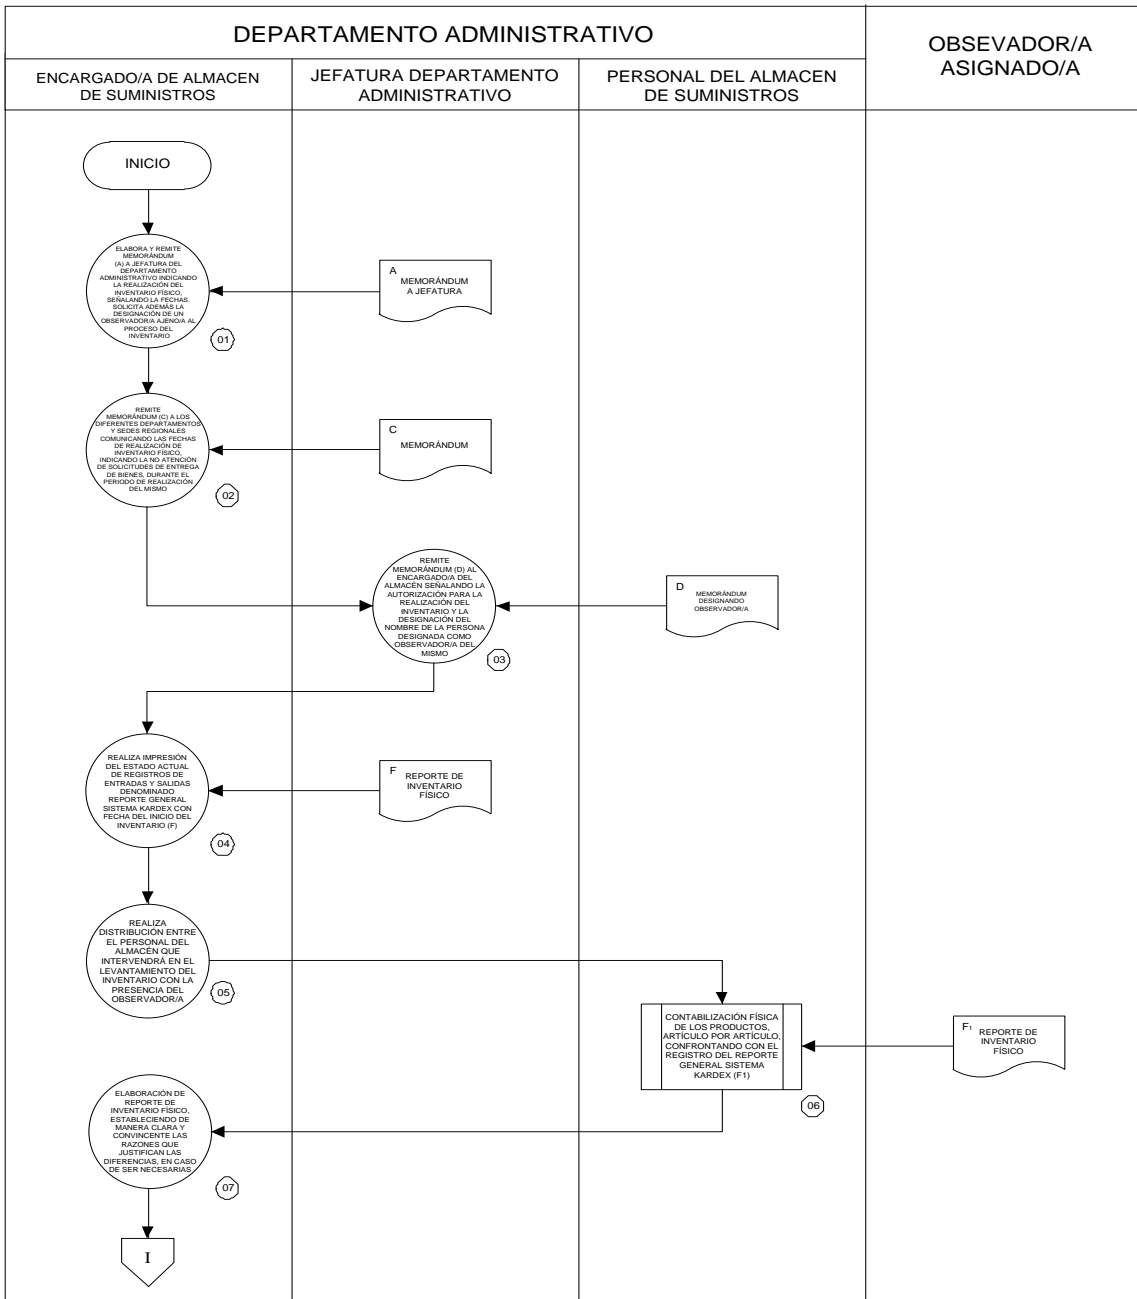 DEPARTAMENTO ADMINISTRATIVO
OBSEVADOR/A
ASIGNADO/A
ENCARGADO/A DE ALMACEN
DE SUMINISTROS
JEFATURA DEPARTAMENTO
ADMINISTRATIVO
PERSONAL DEL ALMACEN
DE SUMINISTROS
INICIO
ELABORA Y REMITE
MEMORÁNDUM
(A) A JEFATURA DEL
DEPARTAMENTO
ADMINISTRATIVO INDICANDO
LA REALIZACIÓN DEL
INVENTARIO FÍSICO,
SEÑALANDO LA FECHAS.
SOLICITA ADEMÁS LA
DESIGNACIÓN DE UN
OBSERVADOR/A AJENO/A AL
PROCESO DEL
INVENTARIO
01
A
MEMORÁNDUM
A JEFATURA
REMITE
MEMORÁNDUM (C) A LOS
DIFERENTES DEPARTAMENTOS
Y SEDES REGIONALES
COMUNICANDO LAS FECHAS
DE REALIZACIÓN DE
INVENTARIO FÍSICO,
INDICANDO LA NO ATENCIÓN
DE SOLICITUDES DE ENTREGA
DE BIENES, DURANTE EL
PERIODO DE REALIZACIÓN
DEL MISMO
02
C
MEMORÁNDUM
REMITE
MEMORÁNDUM (D) AL
ENCARGADO/A DEL
ALMACÉN SEÑALANDO LA
AUTORIZACIÓN PARA LA
REALIZACIÓN DEL
INVENTARIO Y LA
DESIGNACIÓN DEL
NOMBRE DE LA PERSONA
DESIGNADA COMO
OBSERVADOR/A DEL
MISMO
03
D
MEMORÁNDUM
DESIGNANDO
OBSERVADOR/A
REALIZA IMPRESIÓN
DEL ESTADO ACTUAL
DE REGISTROS DE
ENTRADAS Y SALIDAS
DENOMINADO
REPORTE GENERAL
SISTEMA KARDEX CON
FECHA DEL INICIO DEL
INVENTARIO (F)
04
F
REPORTE DE
INVENTARIO
FÍSICO
REALIZA
DISTRIBUCIÓN ENTRE
EL PERSONAL DEL
ALMACÉN QUE
INTERVENDRÁ EN EL
LEVANTAMIENTO DEL
INVENTARIO CON LA
PRESENCIA DEL
OBSERVADOR/A
05
CONTABILIZACIÓN FÍSICA
DE LOS PRODUCTOS,
ARTÍCULO POR ARTÍCULO,
CONFRONTANDO CON EL
REGISTRO DEL REPORTE
GENERAL SISTEMA
KARDEX (F1)
06
F1
REPORTE DE
INVENTARIO
FÍSICO
ELABORACIÓN DE
REPORTE DE
INVENTARIO FÍSICO,
ESTABLECIENDO DE
MANERA CLARA Y
CONVINCENTE LAS
RAZONES QUE
JUSTIFICAN LAS
DIFERENCIAS, EN CASO
DE SER NECESARIAS
07
I